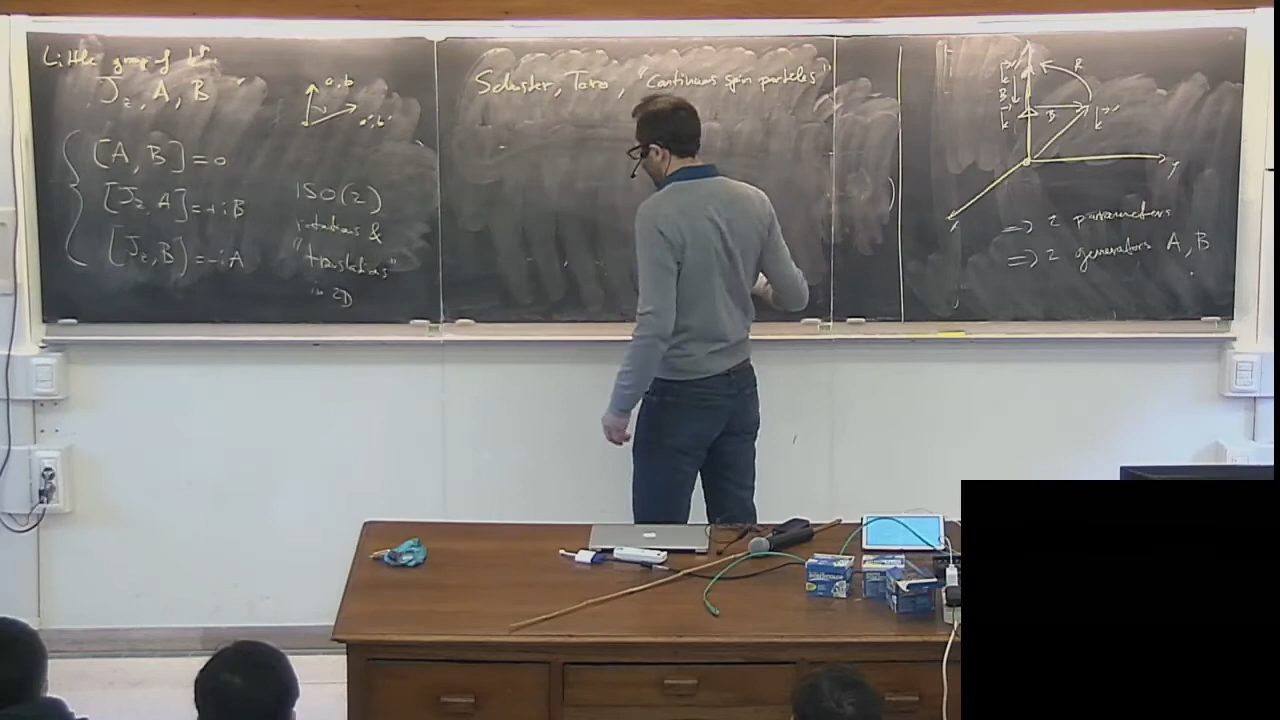 Little group of k^μ
J_z, A, B
[A, B] = 0
[J_z, A] = +iB
[J_z, B] = -iA
a, b
a', b'
ISO(2)
rotations &
"translations"
in 2D
Schuster, Toro, "Continuous spin particles"
R
B
B
k
k
k'
x
y
=> 2 parameters
=> 2 generators A, B